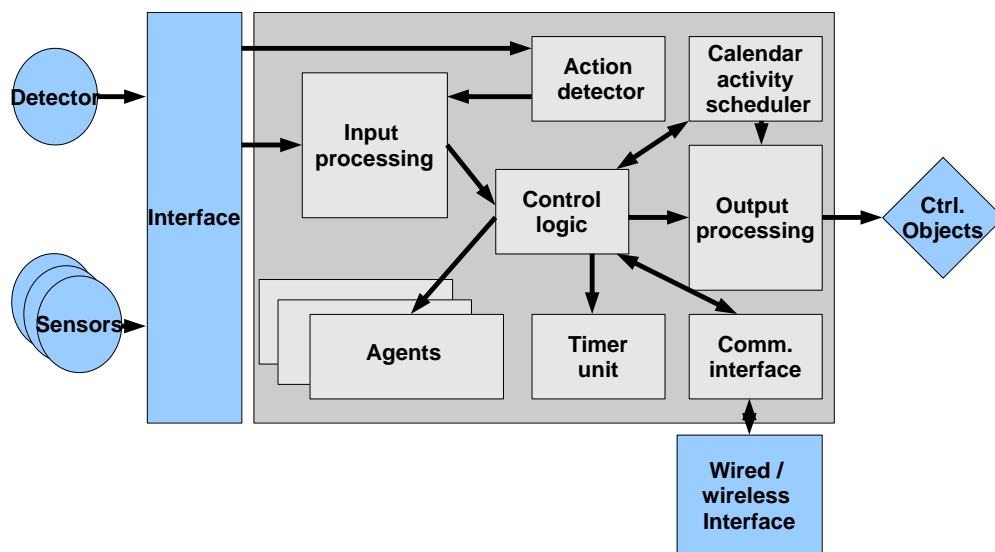 Detector
Sensors
Interface
Input
processing
Action
detector
Calendar
activity
scheduler
Control
logic
Output
processing
Ctrl.
Objects
Agents
Timer
unit
Comm.
interface
Wired /
wireless
Interface